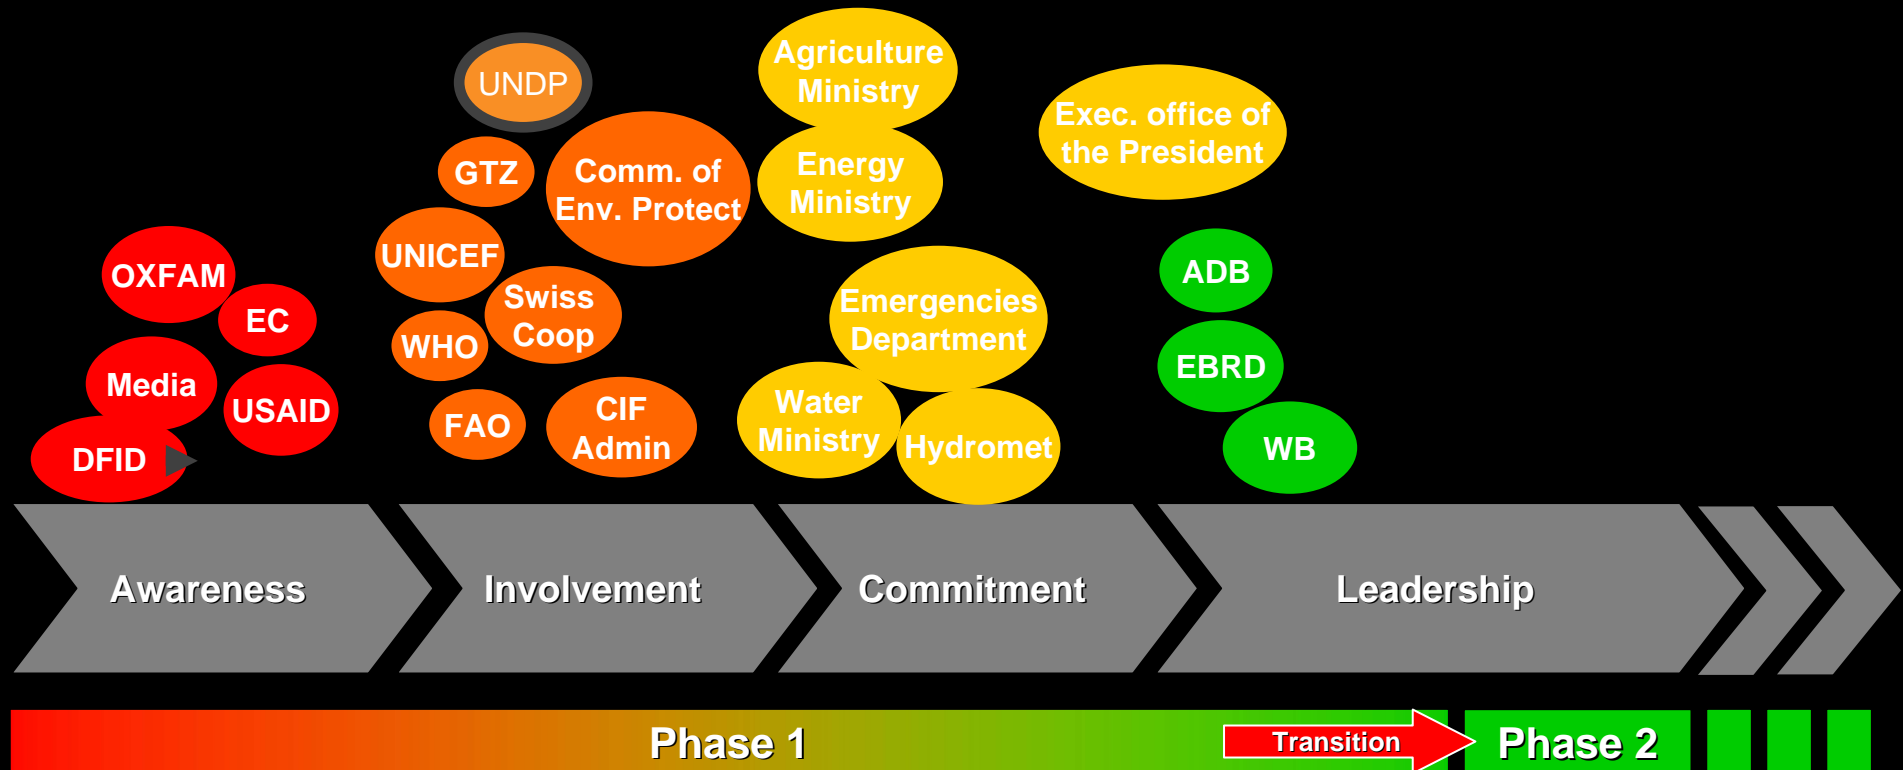 UNDP
GTZ
Comm. of
Env. Protect
UNICEF
Swiss
Coop
WHO
FAO
CIF
Admin
OXFAM
EC
Media
USAID
DFID
Agriculture
Ministry
Energy
Ministry
Emergencies
Department
Water
Ministry
Hydromet
Exec. office of
the President
ADB
EBRD
WB
Awareness
Involvement
Commitment
Leadership
Phase 1
Transition
Phase 2